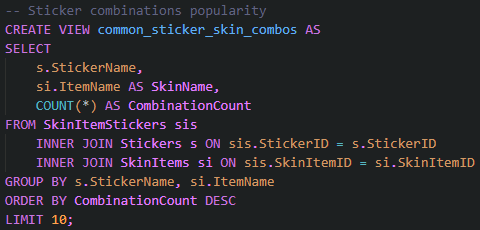 -- Sticker combinations popularity
CREATE VIEW common_sticker_skin_combos AS
SELECT
    s.StickerName,
    si.ItemName AS SkinName,
    COUNT(*) AS CombinationCount
FROM SkinItemStickers sis
    INNER JOIN Stickers s ON sis.StickerID = s.StickerID
    INNER JOIN SkinItems si ON sis.SkinItemID = si.SkinItemID
GROUP BY s.StickerName, si.ItemName
ORDER BY CombinationCount DESC
LIMIT 10;